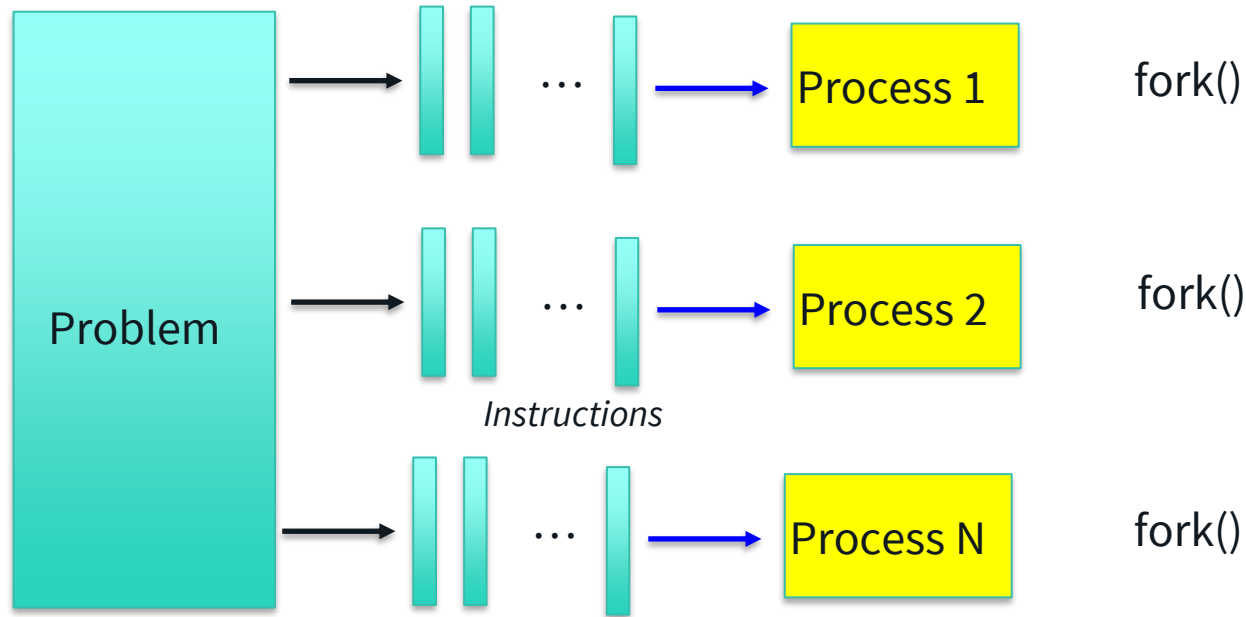 ... Process 1 fork()
Problem
... Process 2 fork()
Instructions
... Process N fork()